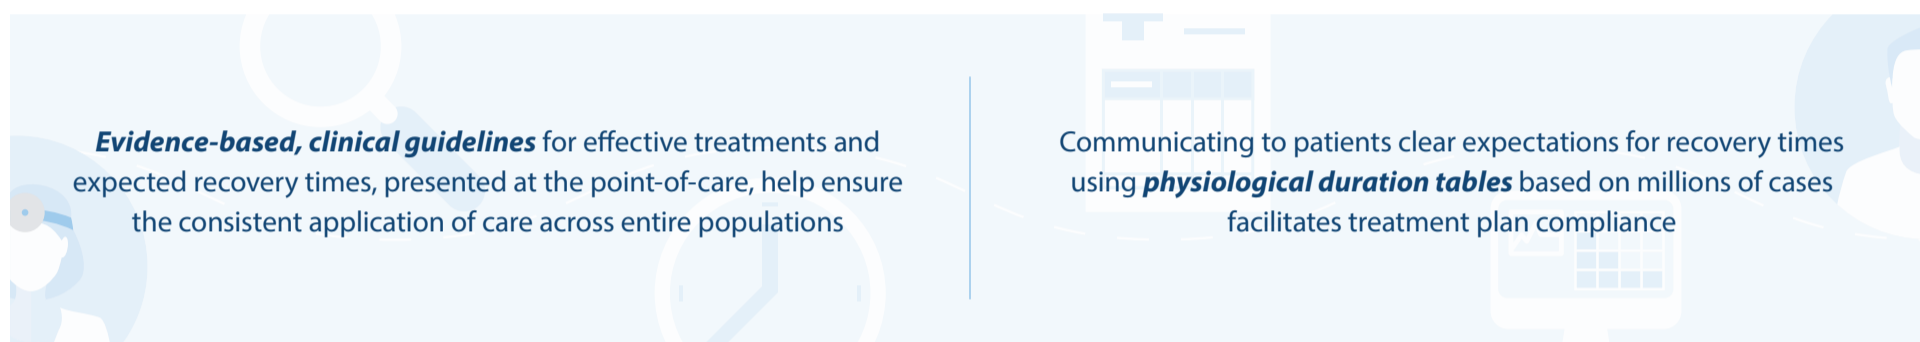 Evidence-based, clinical guidelines for effective treatments and
expected recovery times, presented at the point-of-care, help ensure
the consistent application of care across entire populations
Communicating to patients clear expectations for recovery times
using physiological duration tables based on millions of cases
facilitates treatment plan compliance